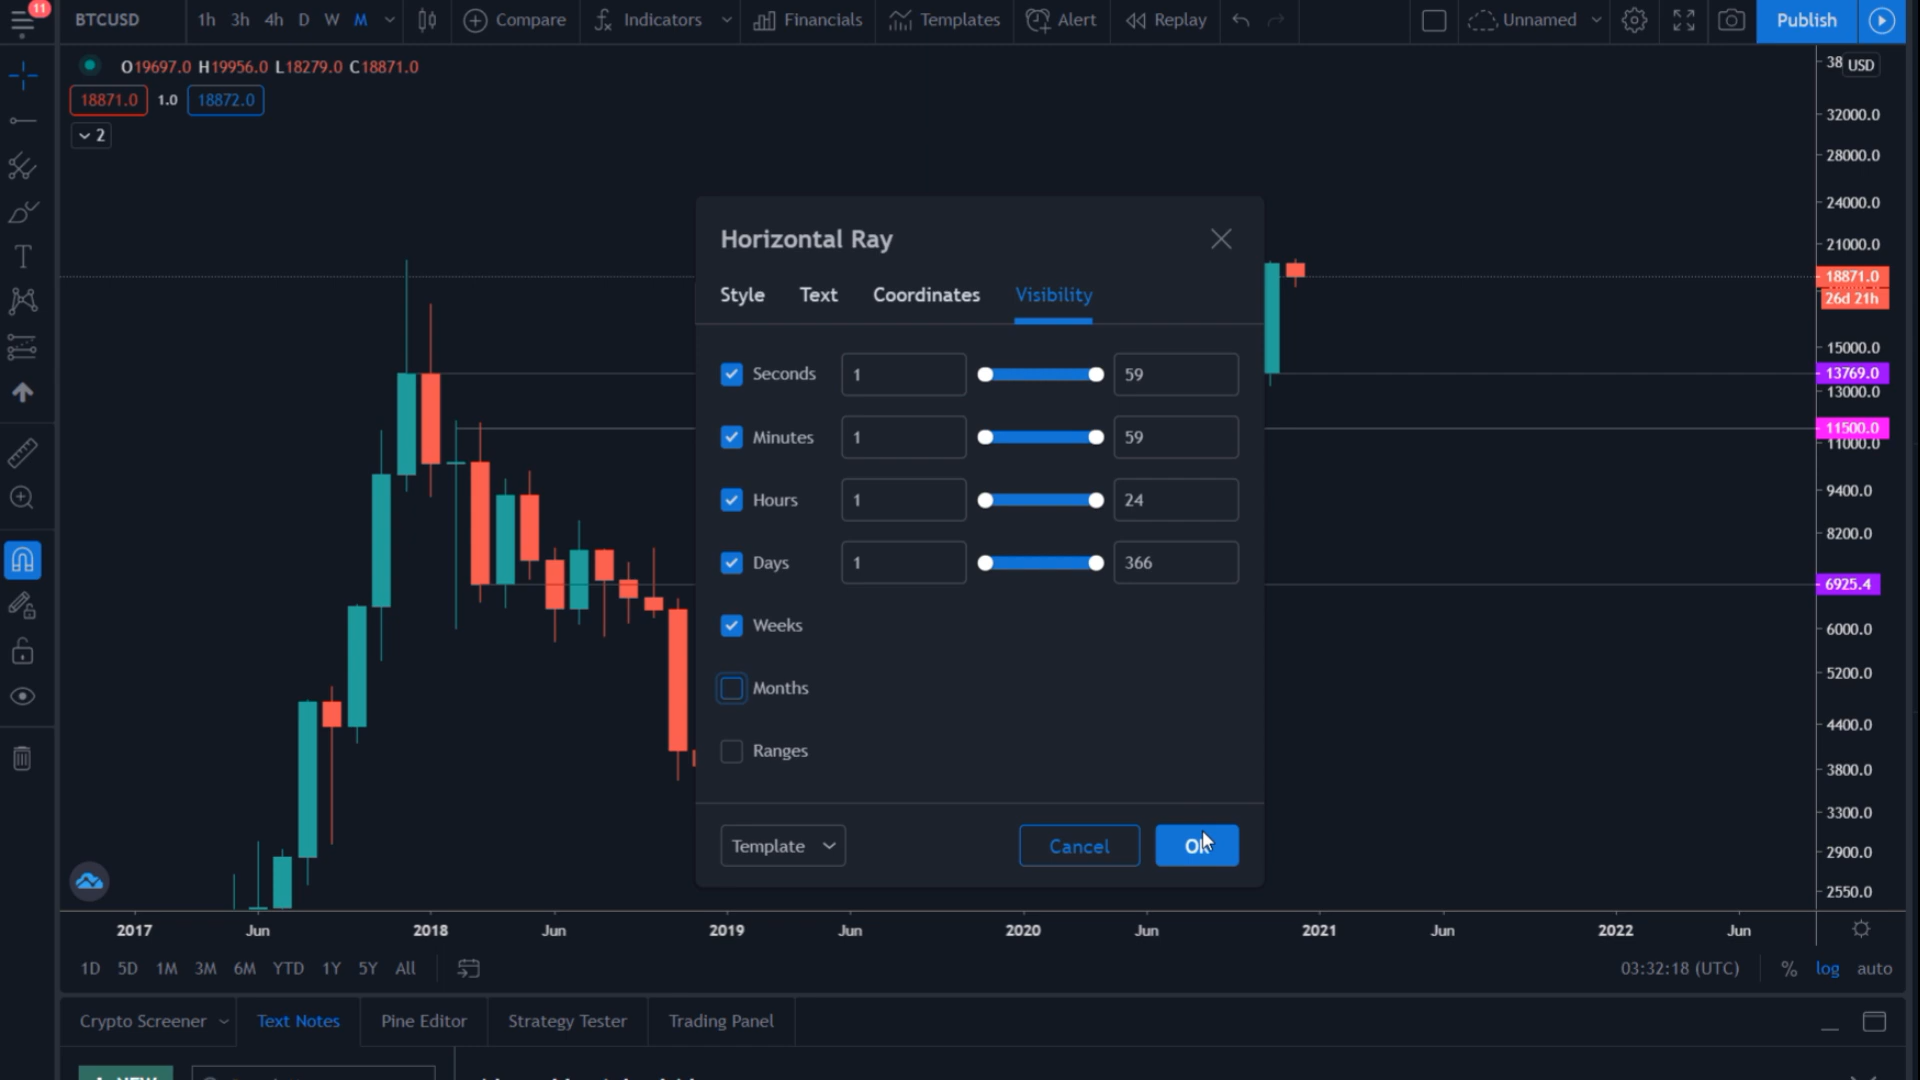 11
BTCUSD 1h 3h 4h D W M Compare Indicators Financials Templates Alert Replay Unnamed Publish
O19697.0 H19956.0 L18279.0 C18871.0
18871.0 1.0 18872.0
2
38 USD
32000.0
28000.0
24000.0
21000.0
18871.0
26d 21h
15000.0
13769.0
13000.0
11500.0
11000.0
9400.0
8200.0
6925.4
6000.0
5200.0
4400.0
3800.0
3300.0
2900.0
2550.0
Horizontal Ray
Style Text Coordinates Visibility
Seconds 1 59
Minutes 1 59
Hours 1 24
Days 1 366
Weeks
Months
Ranges
Template Cancel Ok
2017 Jun 2018 Jun 2019 Jun 2020 Jun 2021 Jun 2022 Jun
1D 5D 1M 3M 6M YTD 1Y 5Y All 03:32:18 (UTC) % log auto
Crypto Screener Text Notes Pine Editor Strategy Tester Trading Panel
NEW